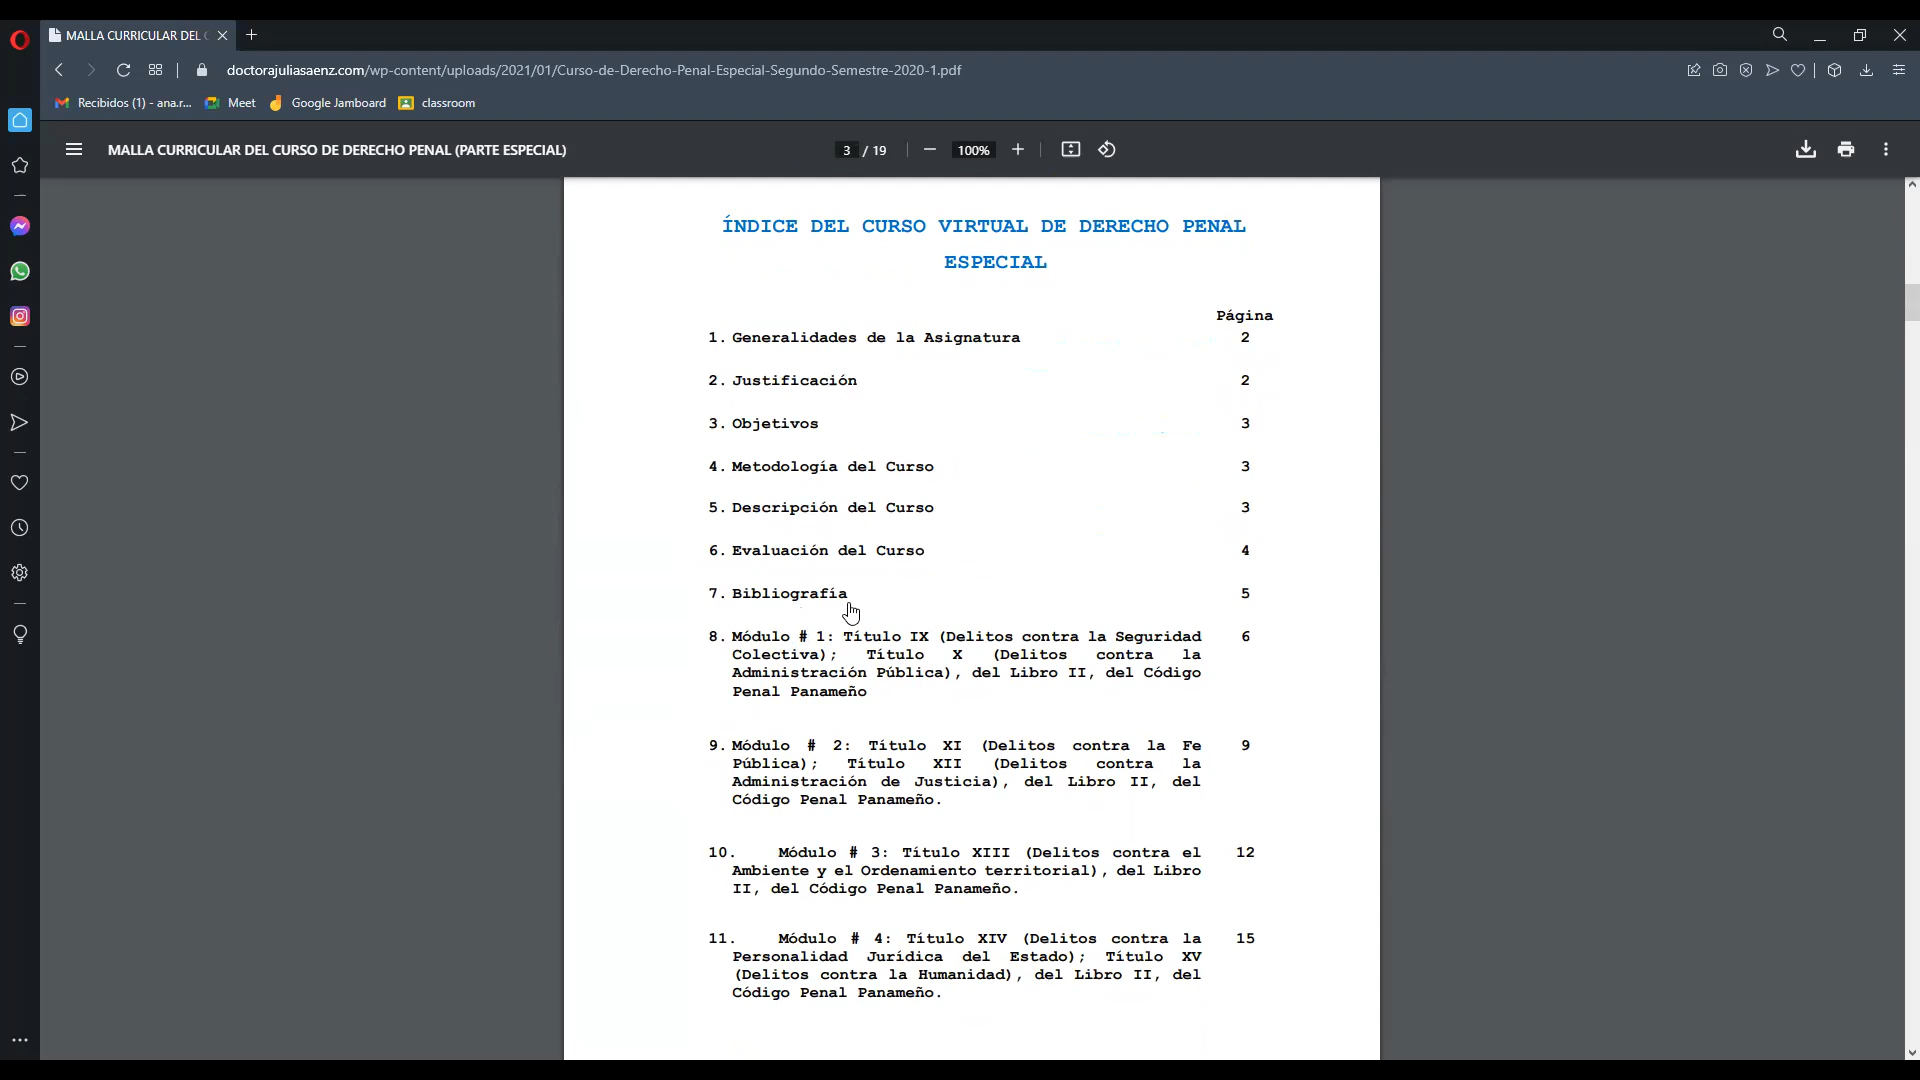 MALLA CURRICULAR DEL
doctorajuliasaenz.com/wp-content/uploads/2021/01/Curso-de-Derecho-Penal-Especial-Segundo-Semestre-2020-1.pdf
Recibidos (1) - ana.r... Meet Google Jamboard classroom
MALLA CURRICULAR DEL CURSO DE DERECHO PENAL (PARTE ESPECIAL) 3 / 19 100%
ÍNDICE DEL CURSO VIRTUAL DE DERECHO PENAL
ESPECIAL
Página
1. Generalidades de la Asignatura 2
2. Justificación 2
3. Objetivos 3
4. Metodología del Curso 3
5. Descripción del Curso 3
6. Evaluación del Curso 4
7. Bibliografía 5
8. Módulo # 1: Título IX (Delitos contra la Seguridad 6
Colectiva); Título X (Delitos contra la
Administración Pública), del Libro II, del Código
Penal Panameño
9. Módulo # 2: Título XI (Delitos contra la Fe 9
Pública); Título XII (Delitos contra la
Administración de Justicia), del Libro II, del
Código Penal Panameño.
10. Módulo # 3: Título XIII (Delitos contra el 12
Ambiente y el Ordenamiento territorial), del Libro
II, del Código Penal Panameño.
11. Módulo # 4: Título XIV (Delitos contra la 15
Personalidad Jurídica del Estado); Título XV
(Delitos contra la Humanidad), del Libro II, del
Código Penal Panameño.